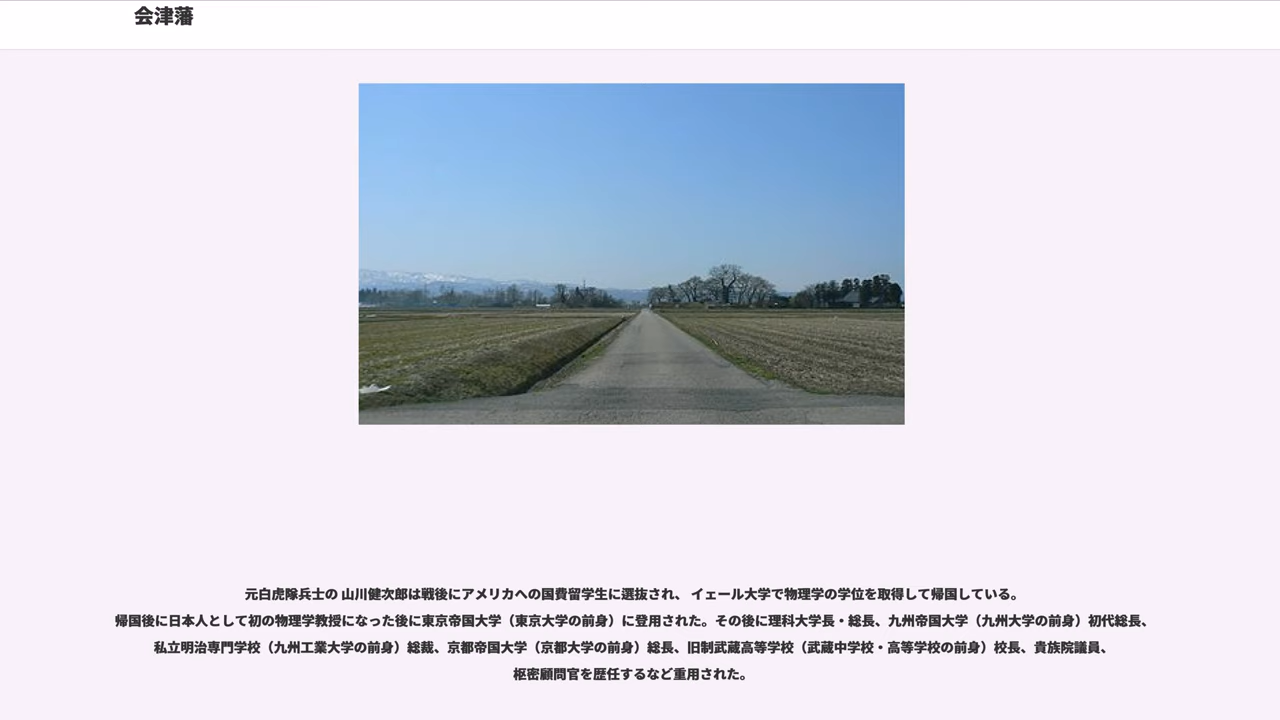 会津藩
元白虎隊兵士の 山川健次郎は戦後にアメリカへの国費留学生に選抜され、 イェール大学で物理学の学位を取得して帰国している。
帰国後に日本人として初の物理学教授になった後に東京帝国大学（東京大学の前身）に登用された。その後に理科大学長・総長、九州帝国大学（九州大学の前身）初代総長、
私立明治専門学校（九州工業大学の前身）総裁、京都帝国大学（京都大学の前身）総長、旧制武蔵高等学校（武蔵中学校・高等学校の前身）校長、貴族院議員、
枢密顧問官を歴任するなど重用された。